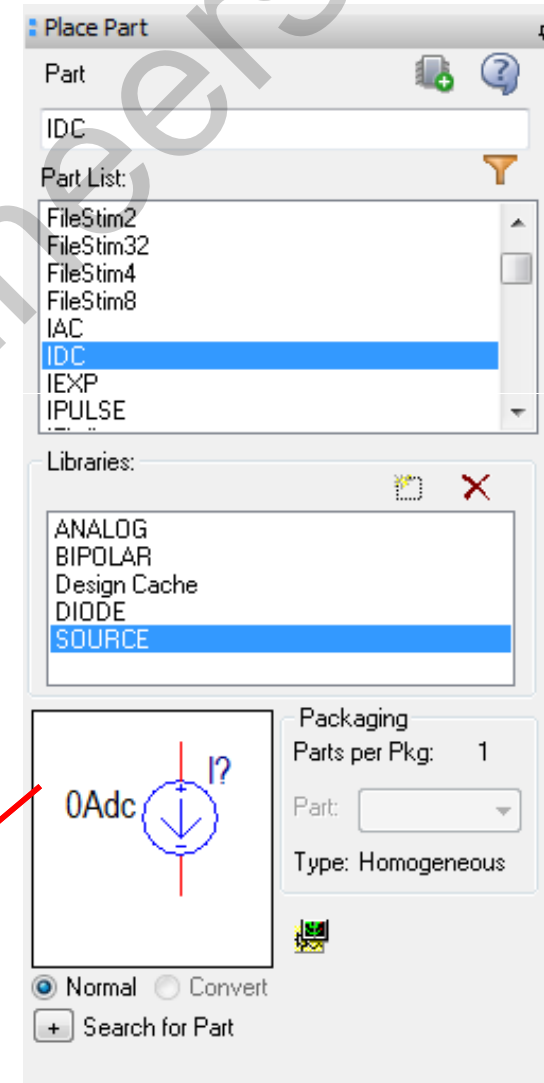 Place Part
Part
IDC
Part List:
FileStim2
FileStim32
FileStim4
FileStim8
IAC
IDC
IEXP
IPULSE
Libraries:
ANALOG
BIPOLAR
Design Cache
DIODE
SOURCE
I?
0Adc
Packaging
Parts per Pkg: 1
Part:
Type: Homogeneous
Normal Convert
+ Search for Part